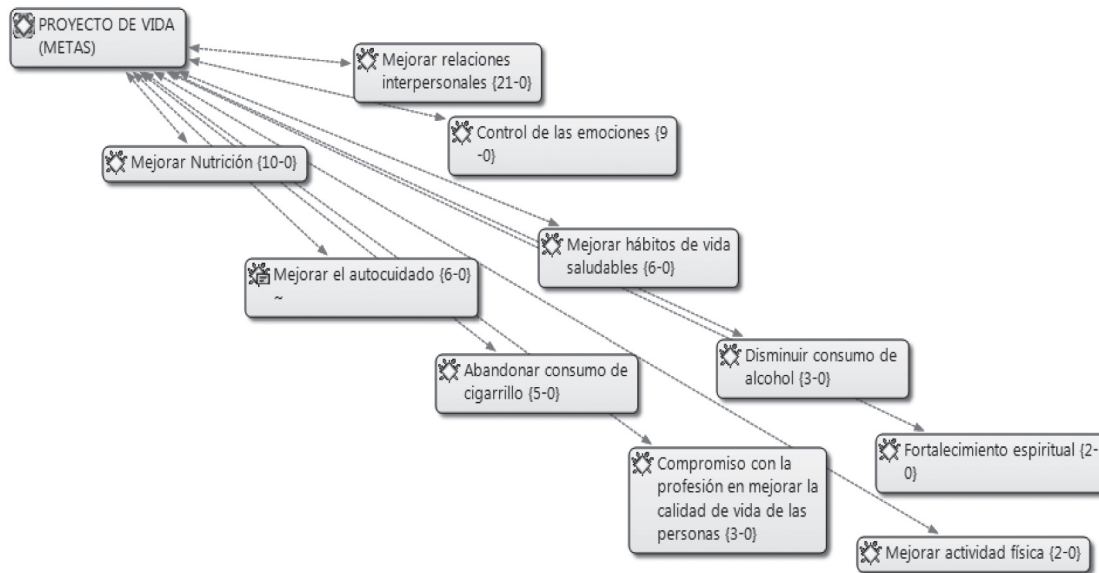 PROYECTO DE VIDA
(METAS)
Mejorar relaciones
interpersonales {21-0}
Control de las emociones {9
-0}
Mejorar Nutrición {10-0}
Mejorar hábitos de vida
saludables {6-0}
Mejorar el autocuidado {6-0}
~
Disminuir consumo de
alcohol {3-0}
Abandonar consumo de
cigarrillo {5-0}
Fortalecimiento espiritual {2-
0}
Compromiso con la
profesión en mejorar la
calidad de vida de las
personas {3-0}
Mejorar actividad física {2-0}